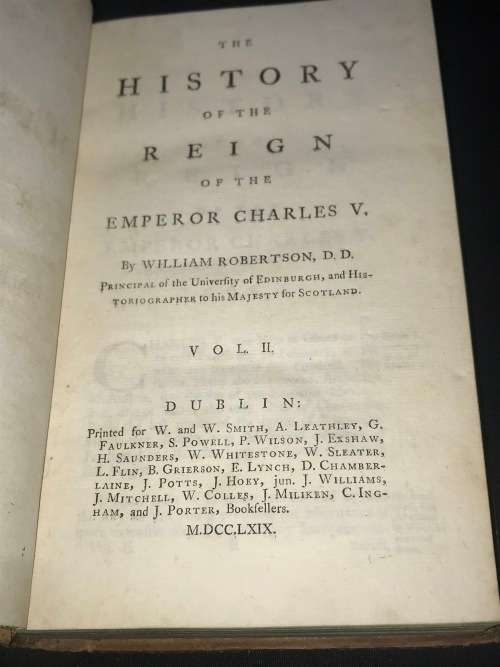 THE
HISTORY
OF THE
REIGN
OF THE
EMPEROR CHARLES V.
By WILLIAM ROBERTSON, D. D.
PRINCIPAL of the University of EDINBURGH, and HIS-
TORIOGRAPHER to his MAJESTY for SCOTLAND.
VOL. II.
DUBLIN:
Printed for W. and W. SMITH, A. LEATHLEY, G.
FAULKNER, S. POWELL, P. WILSON, J. EXSHAW,
H. SAUNDERS, W. WHITESTONE, W. SLEATER,
L. FLIN, B. GRIERSON, E. LYNCH, D. CHAMBER-
LAINE, J. POTTS, J. HOEY, jun. J. WILLIAMS,
J. MITCHELL, W. COLLES, J. MILIKEN, C. ING-
HAM, and J. PORTER, Booksellers.
M.DCC.LXIX.